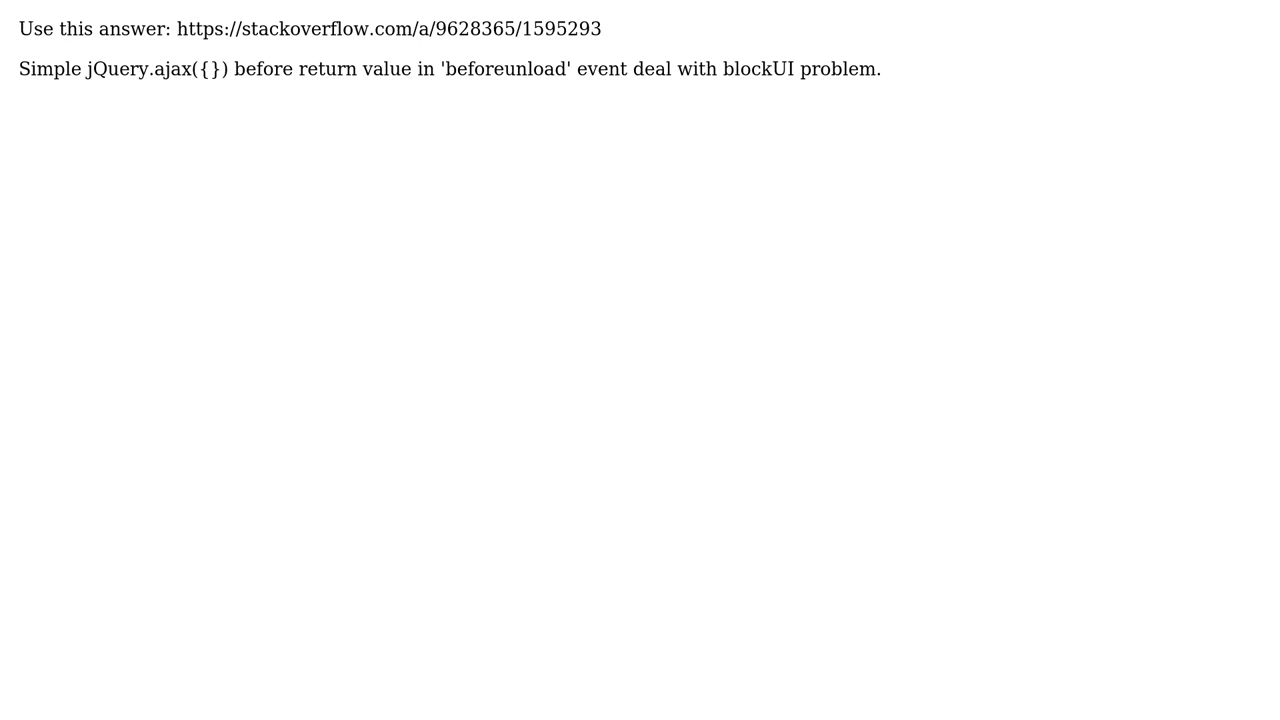 Use this answer: https://stackoverflow.com/a/9628365/1595293
Simple jQuery.ajax({}) before return value in 'beforeunload' event deal with blockUI problem.